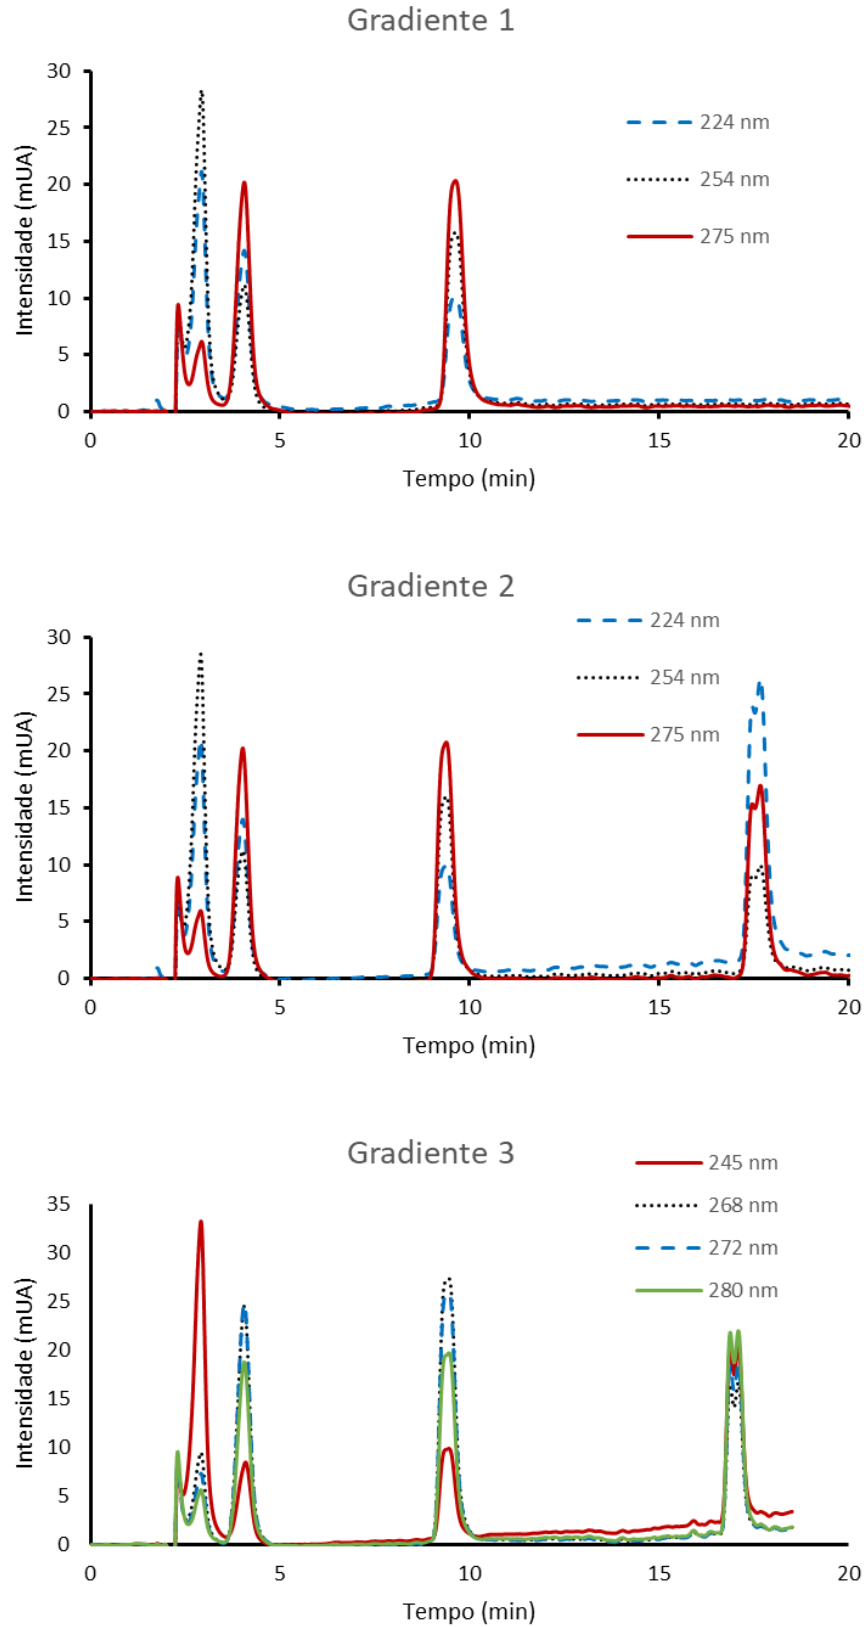 Gradiente 1
30
25
20
15
10
5
0
Intensidade (mUA)
224 nm
254 nm
275 nm
0 5 10 15 20
Tempo (min)
Gradiente 2
30
25
20
15
10
5
0
Intensidade (mUA)
224 nm
254 nm
275 nm
0 5 10 15 20
Tempo (min)
Gradiente 3
35
30
25
20
15
10
5
0
Intensidade (mUA)
245 nm
268 nm
272 nm
280 nm
0 5 10 15 20
Tempo (min)